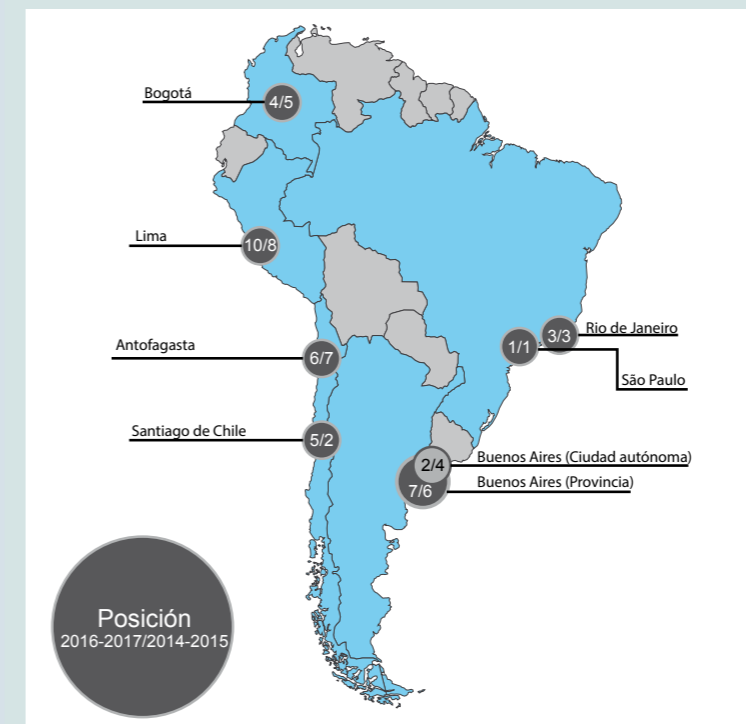 Bogotá
4/5
Lima
10/8
Antofagasta
6/7
Santiago de Chile
5/2
3/3
Rio de Janeiro
1/1
São Paulo
2/4
Buenos Aires (Ciudad autónoma)
7/6
Buenos Aires (Provincia)
Posición
2016-2017/2014-2015